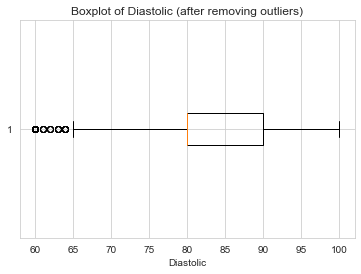 Boxplot of Diastolic (after removing outliers)
1
60 65 70 75 80 85 90 95 100
Diastolic